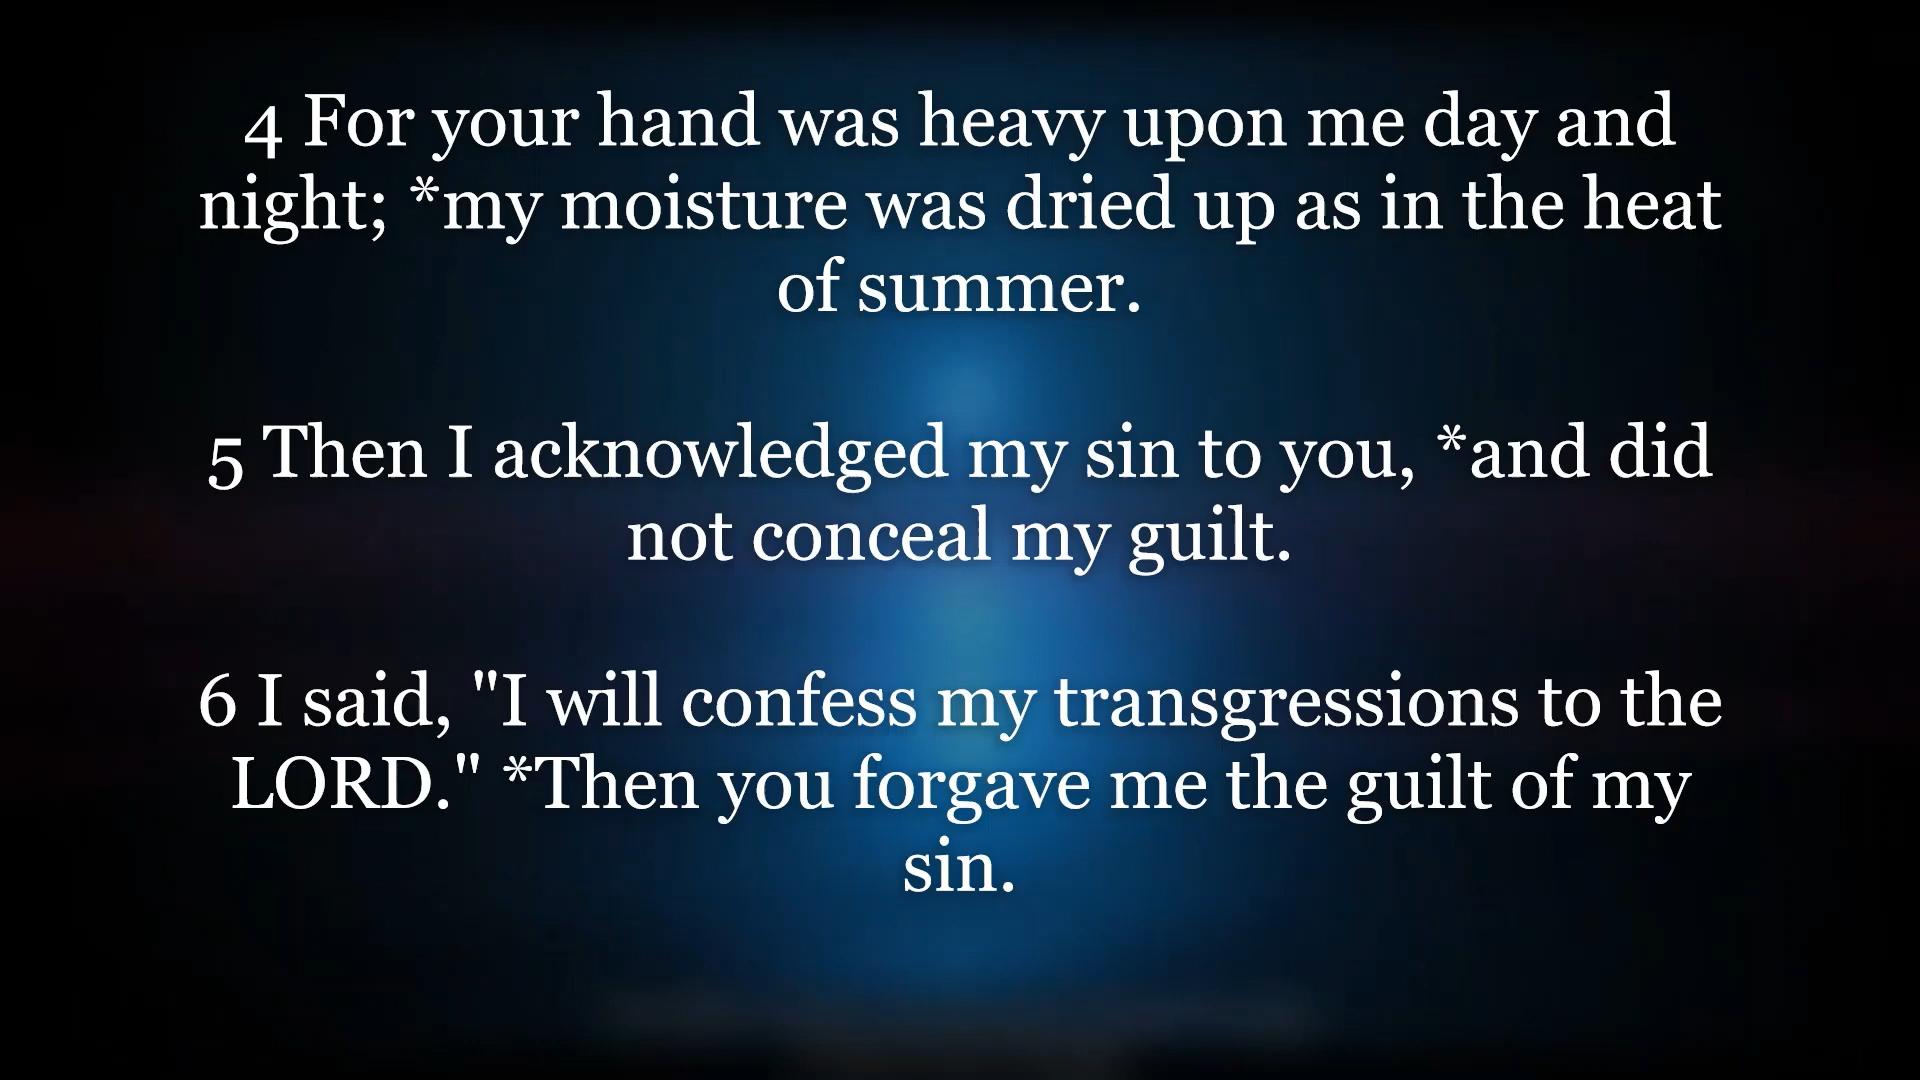 4 For your hand was heavy upon me day and
night; *my moisture was dried up as in the heat
of summer.
5 Then I acknowledged my sin to you, *and did
not conceal my guilt.
6 I said, "I will confess my transgressions to the
LORD." *Then you forgave me the guilt of my
sin.